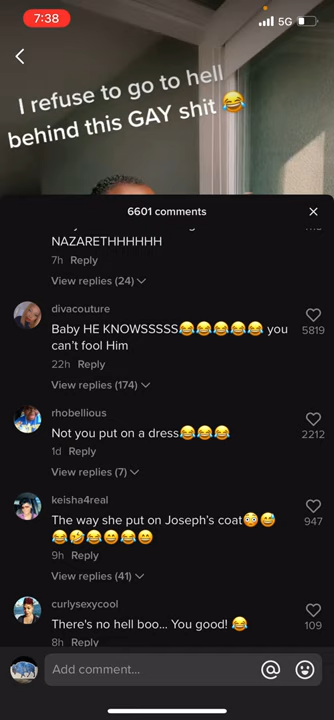 7:38
5G
I refuse to go to hell
behind this GAY shit 😂
6601 comments
NAZARETHHHHHH
7h Reply
View replies (24)
divacouture
Baby HE KNOWSSSSS😂😂😂😂😂 you
can't fool Him
22h Reply
5819
View replies (174)
rhobellious
Not you put on a dress😂😂😂
1d Reply
2212
View replies (7)
keisha4real
The way she put on Joseph's coat😳😅
😂🤣😂😄😂😄
9h Reply
947
View replies (41)
curlysexycool
There's no hell boo... You good! 😂
8h Reply
109
Add comment...